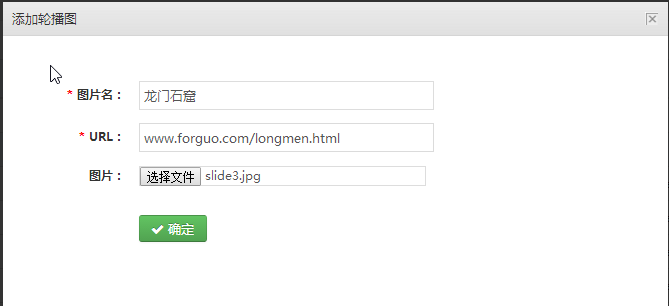 添加轮播图
* 图片名： 龙门石窟
* URL： www.forguo.com/longmen.html
图片： 选择文件 slide3.jpg
确定